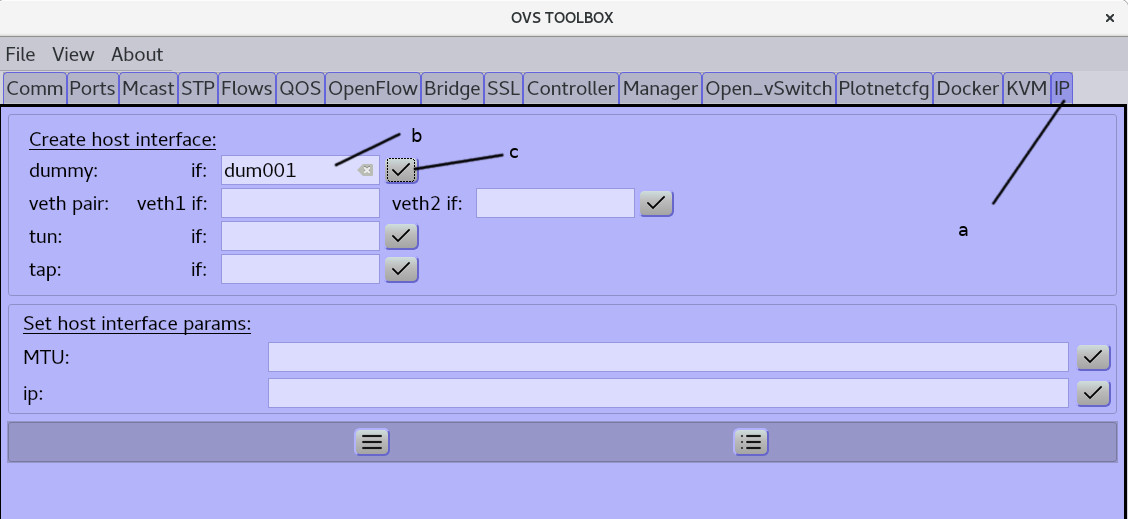 OVS TOOLBOX ×
File View About
Comm Ports Mcast STP Flows QOS OpenFlow Bridge SSL Controller Manager Open_vSwitch Plotnetcfg Docker KVM IP
Create host interface: b
c
dummy: if: dum001
veth pair: veth1 if: veth2 if:
a
tun: if:
tap: if:
Set host interface params:
MTU:
ip: